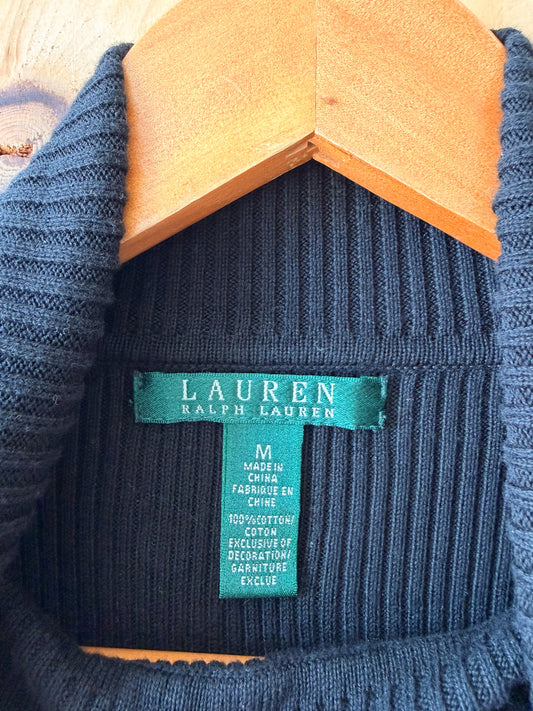 LAUREN
RALPH LAUREN
M
MADE IN
CHINA
FABRIQUE EN
CHINE
100%COTTON/
COTON
EXCLUSIVE OF
DECORATION/
GARNITURE
EXCLUE